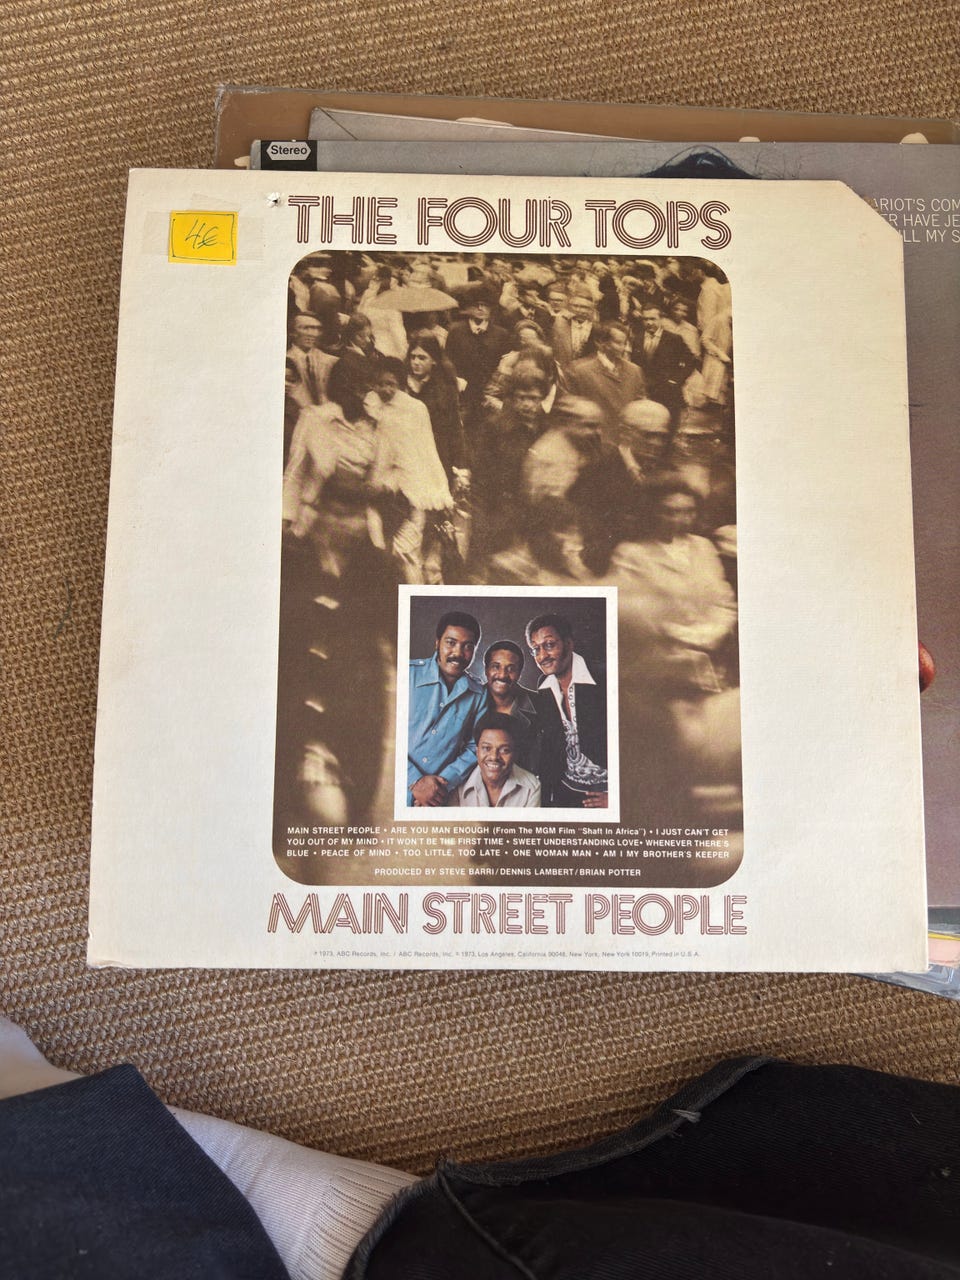 Stereo
ARIOT'S COM
ER HAVE JE
ILL MY S
4€
THE FOUR TOPS
MAIN STREET PEOPLE • ARE YOU MAN ENOUGH (From The MGM Film "Shaft In Africa") • I JUST CAN'T GET
YOU OUT OF MY MIND • IT WON'T BE THE FIRST TIME • SWEET UNDERSTANDING LOVE • WHENEVER THERE'S
BLUE • PEACE OF MIND • TOO LITTLE, TOO LATE • ONE WOMAN MAN • AM I MY BROTHER'S KEEPER
PRODUCED BY STEVE BARRI/DENNIS LAMBERT/BRIAN POTTER
MAIN STREET PEOPLE
℗ 1973, ABC Records, Inc. / ABC Records, Inc. © 1973, Los Angeles, California 90048, New York, New York 10019, Printed in U.S.A.